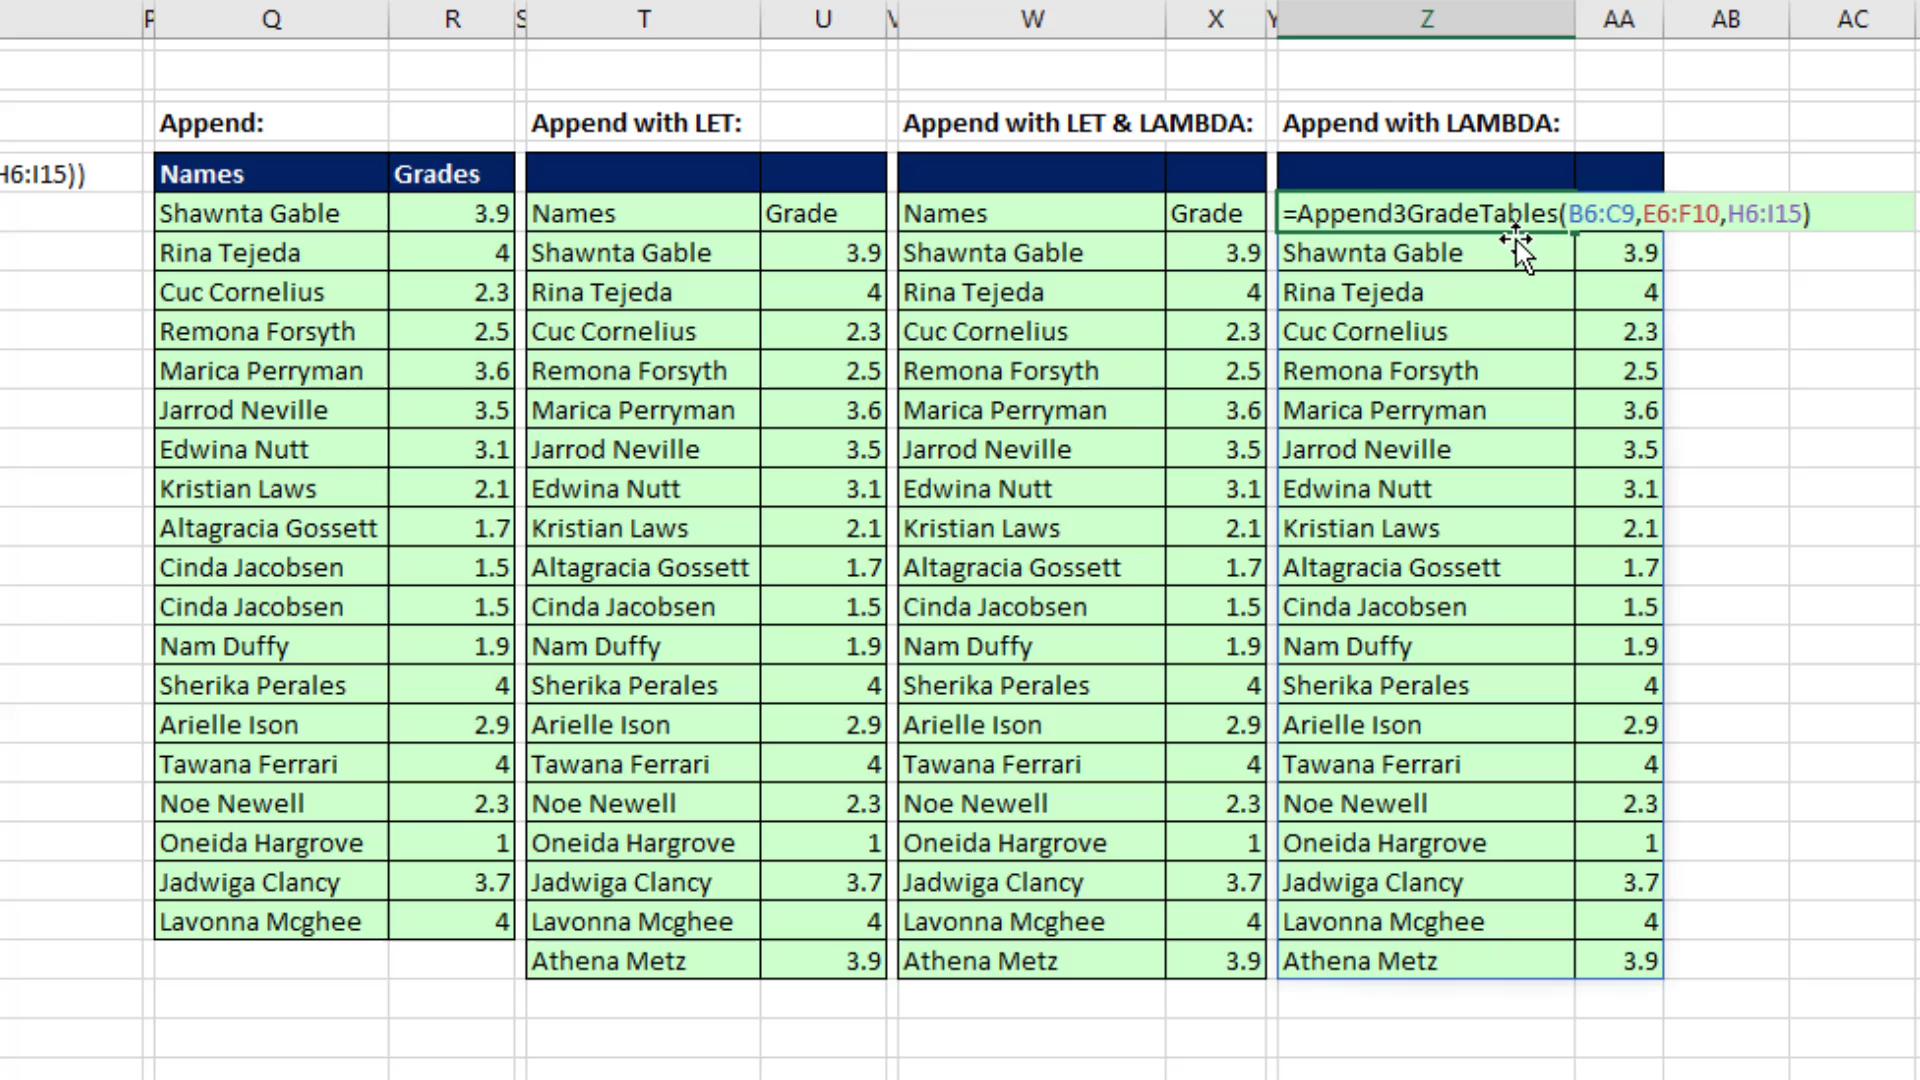 P Q R S T U V W X Y Z AA AB AC
Append: Append with LET: Append with LET & LAMBDA: Append with LAMBDA:
H6:I15)) Names Grades
Shawnta Gable 3.9 Names Grade Names Grade =Append3GradeTables(B6:C9,E6:F10,H6:I15)
Rina Tejeda 4 Shawnta Gable 3.9 Shawnta Gable 3.9 Shawnta Gable 3.9
Cuc Cornelius 2.3 Rina Tejeda 4 Rina Tejeda 4 Rina Tejeda 4
Remona Forsyth 2.5 Cuc Cornelius 2.3 Cuc Cornelius 2.3 Cuc Cornelius 2.3
Marica Perryman 3.6 Remona Forsyth 2.5 Remona Forsyth 2.5 Remona Forsyth 2.5
Jarrod Neville 3.5 Marica Perryman 3.6 Marica Perryman 3.6 Marica Perryman 3.6
Edwina Nutt 3.1 Jarrod Neville 3.5 Jarrod Neville 3.5 Jarrod Neville 3.5
Kristian Laws 2.1 Edwina Nutt 3.1 Edwina Nutt 3.1 Edwina Nutt 3.1
Altagracia Gossett 1.7 Kristian Laws 2.1 Kristian Laws 2.1 Kristian Laws 2.1
Cinda Jacobsen 1.5 Altagracia Gossett 1.7 Altagracia Gossett 1.7 Altagracia Gossett 1.7
Cinda Jacobsen 1.5 Cinda Jacobsen 1.5 Cinda Jacobsen 1.5 Cinda Jacobsen 1.5
Nam Duffy 1.9 Nam Duffy 1.9 Nam Duffy 1.9 Nam Duffy 1.9
Sherika Perales 4 Sherika Perales 4 Sherika Perales 4 Sherika Perales 4
Arielle Ison 2.9 Arielle Ison 2.9 Arielle Ison 2.9 Arielle Ison 2.9
Tawana Ferrari 4 Tawana Ferrari 4 Tawana Ferrari 4 Tawana Ferrari 4
Noe Newell 2.3 Noe Newell 2.3 Noe Newell 2.3 Noe Newell 2.3
Oneida Hargrove 1 Oneida Hargrove 1 Oneida Hargrove 1 Oneida Hargrove 1
Jadwiga Clancy 3.7 Jadwiga Clancy 3.7 Jadwiga Clancy 3.7 Jadwiga Clancy 3.7
Lavonna Mcghee 4 Lavonna Mcghee 4 Lavonna Mcghee 4 Lavonna Mcghee 4
Athena Metz 3.9 Athena Metz 3.9 Athena Metz 3.9